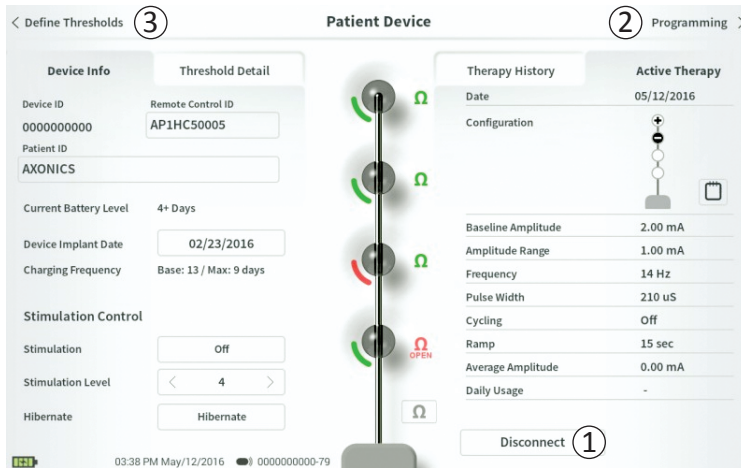 < Define Thresholds 3
Patient Device
2 Programming >
Device Info
Threshold Detail
Device ID
Remote Control ID
0000000000
AP1HC50005
Patient ID
AXONICS
Current Battery Level 4+ Days
Device Implant Date 02/23/2016
Charging Frequency Base: 13 / Max: 9 days
Stimulation Control
Stimulation Off
Stimulation Level < 4 >
Hibernate Hibernate
03:38 PM May/12/2016 0000000000-79
Ω
Ω
Ω
Ω
OPEN
Ω
Therapy History
Active Therapy
Date 05/12/2016
Configuration
Baseline Amplitude 2.00 mA
Amplitude Range 1.00 mA
Frequency 14 Hz
Pulse Width 210 uS
Cycling Off
Ramp 15 sec
Average Amplitude 0.00 mA
Daily Usage -
Disconnect 1